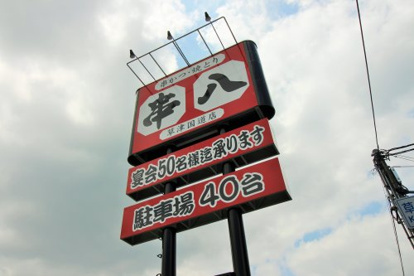 串かつ・焼とり
串八
草津国道店
宴会50名様迄承ります
駐車場40台